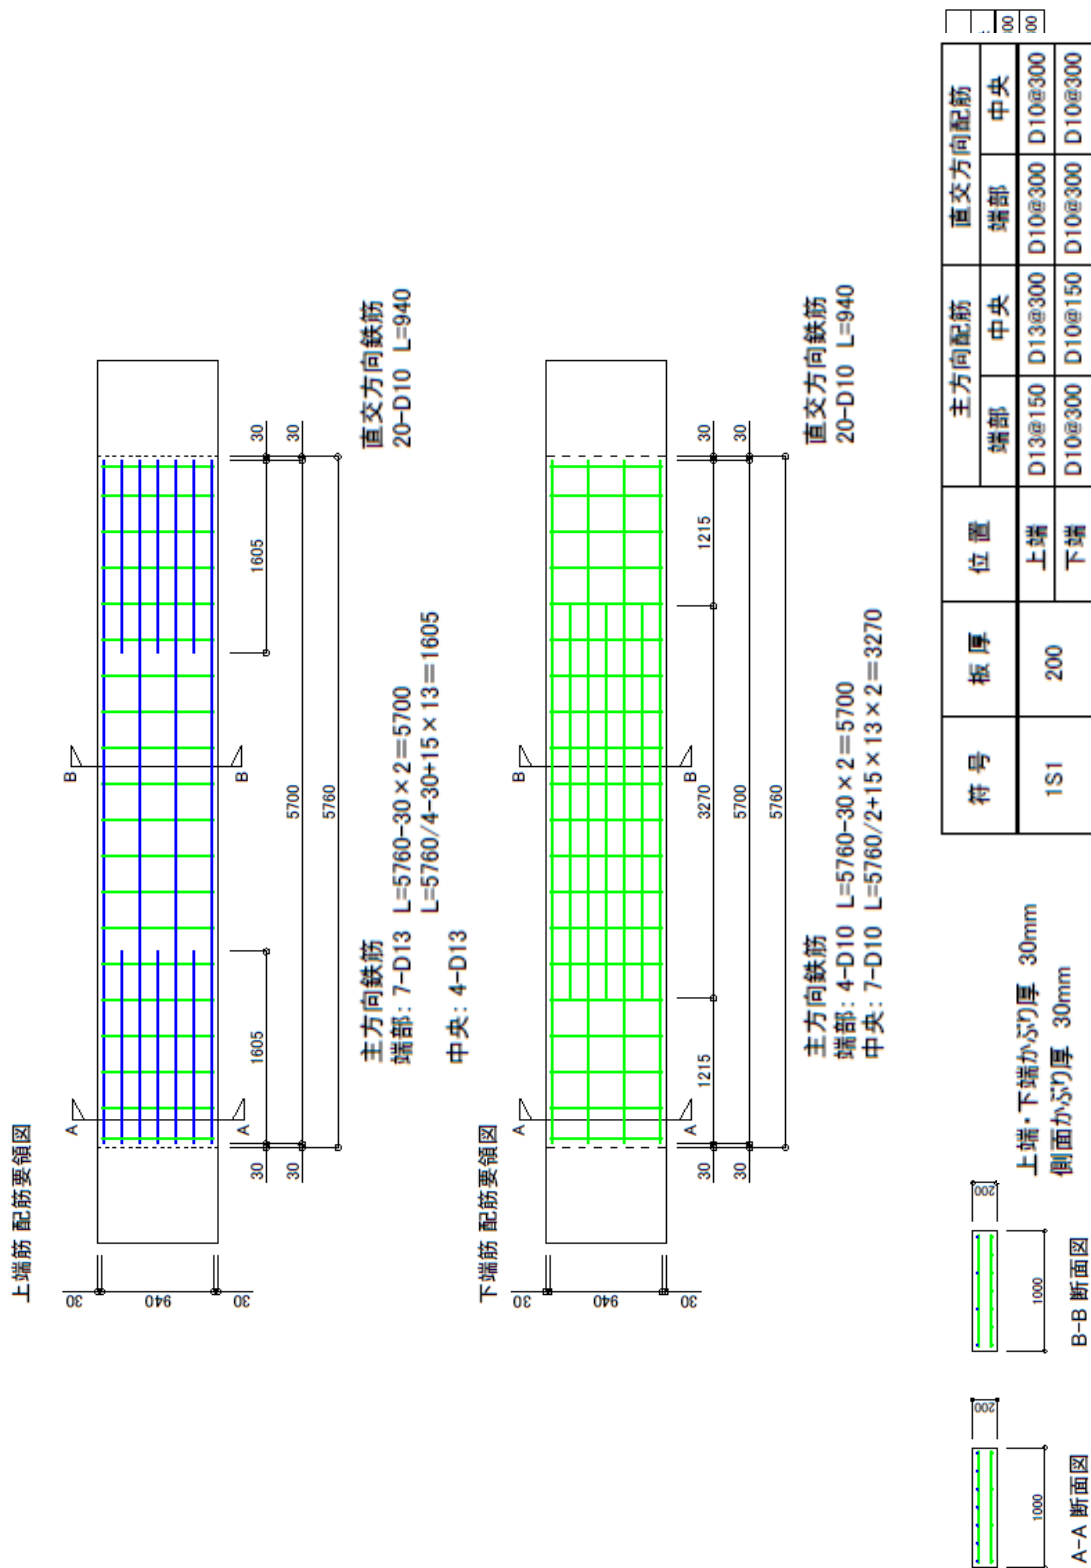 上端筋 配筋要領図
30
940
30
A
A
B
B
1605
1605
30
30
30
30
5700
5760
主方向鉄筋
端部：7-D13 L=5760-30×2=5700
L=5760/4-30+15×13=1605
中央：4-D13
直交方向鉄筋
20-D10 L=940
下端筋 配筋要領図
30
940
30
A
A
B
B
1215
3270
1215
30
30
30
30
5700
5760
主方向鉄筋
端部：4-D10 L=5760-30×2=5700
中央：7-D10 L=5760/2+15×13×2=3270
直交方向鉄筋
20-D10 L=940
200
1000
A-A 断面図
200
1000
B-B 断面図
上端・下端かぶり厚 30mm
側面かぶり厚 30mm
符号 板厚 位置 主方向配筋 直交方向配筋
端部 中央 端部 中央
1S1 200 上端 D13@150 D13@300 D10@300 D10@300
下端 D10@300 D10@150 D10@300 D10@300
00
00